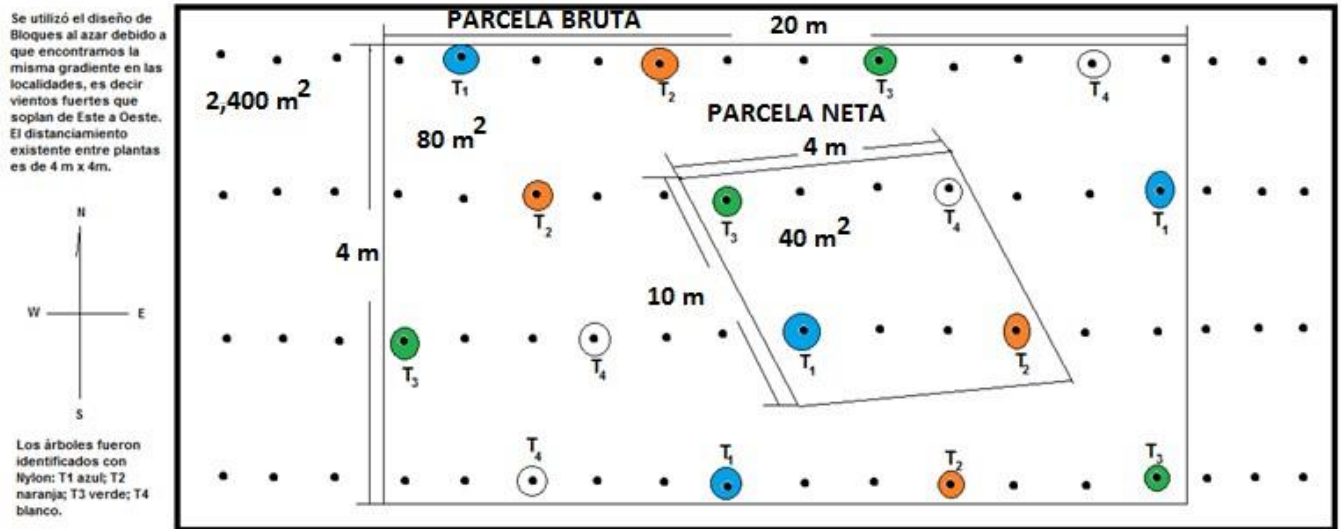 Se utilizó el diseño de
Bloques al azar debido a
que encontramos la
misma gradiente en las
localidades, es decir
vientos fuertes que
soplan de Este a Oeste.
El distanciamiento
existente entre plantas
es de 4 m x 4m.
N
W
E
S
Los árboles fueron
identificados con
Nylon: T1 azul; T2
naranja; T3 verde; T4
blanco.
PARCELA BRUTA
20 m
T₁
T₂
T₃
T₄
2,400 m²
80 m²
PARCELA NETA
4 m
T₂
T₃
T₄
T₁
40 m²
4 m
10 m
T₃
T₄
T₁
T₂
T₄
T₁
T₂
T₃